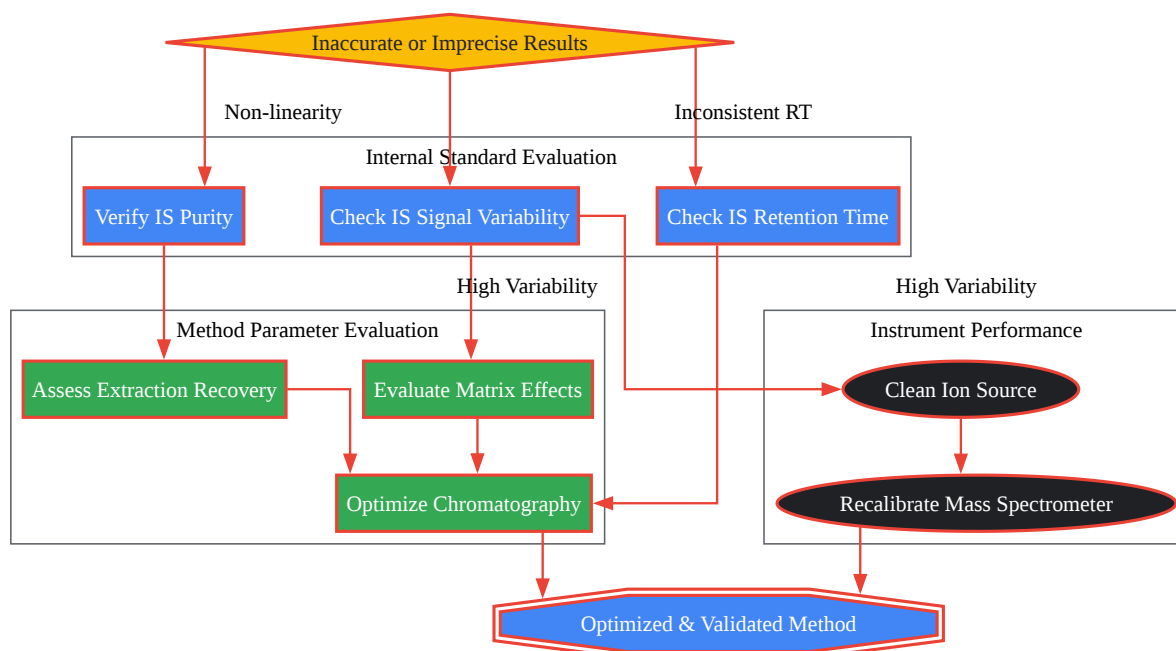 Inaccurate or Imprecise Results
Non-linearity
Inconsistent RT
Internal Standard Evaluation
Verify IS Purity
Check IS Signal Variability
Check IS Retention Time
High Variability
High Variability
Method Parameter Evaluation
Instrument Performance
Assess Extraction Recovery
Evaluate Matrix Effects
Clean Ion Source
Optimize Chromatography
Recalibrate Mass Spectrometer
Optimized & Validated Method